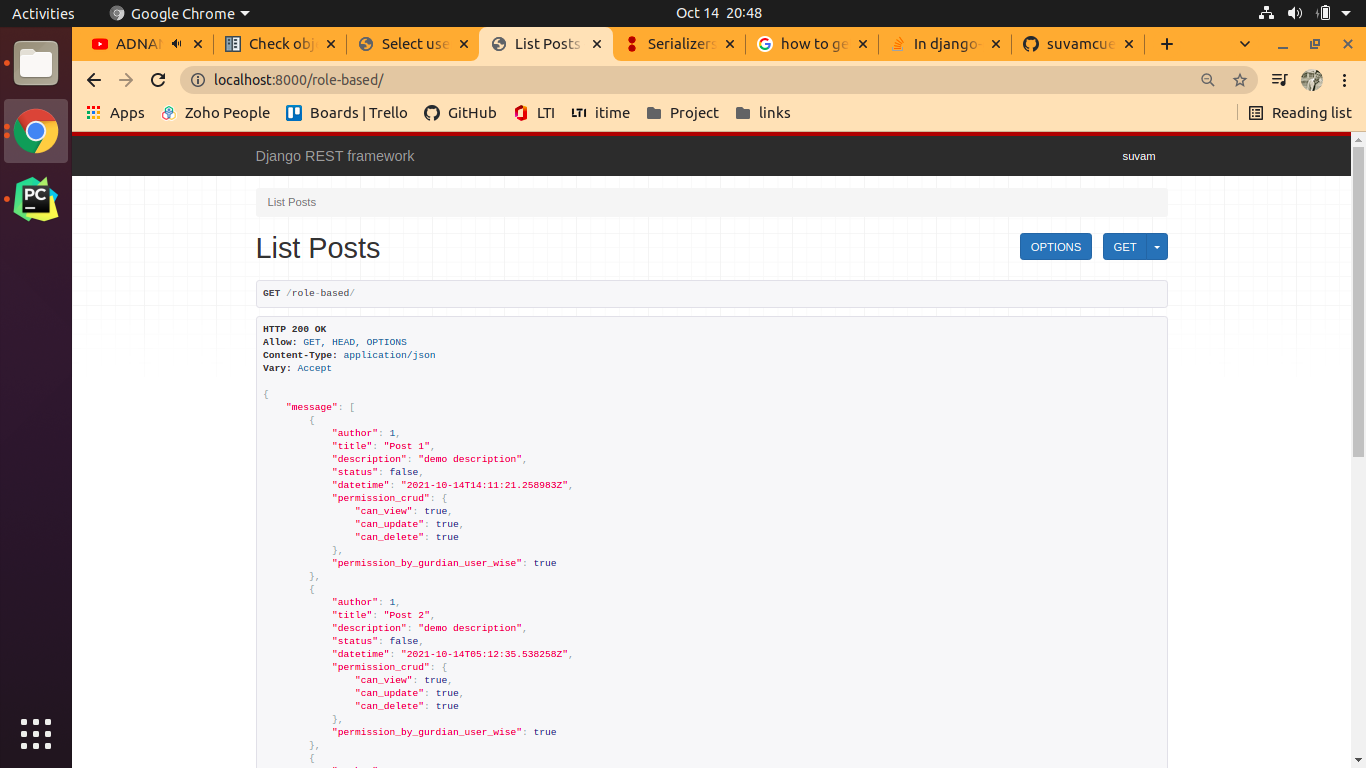 Activities Google Chrome Oct 14 20:48
ADNAN Check obj Select use List Posts Serializers how to ge In django- suvamcue
localhost:8000/role-based/
Apps Zoho People Boards | Trello GitHub LTI LTI itime Project links Reading list
PC
Django REST framework suvam
List Posts
List Posts OPTIONS GET
GET /role-based/
HTTP 200 OK
Allow: GET, HEAD, OPTIONS
Content-Type: application/json
Vary: Accept
{
"message": [
{
"author": 1,
"title": "Post 1",
"description": "demo description",
"status": false,
"datetime": "2021-10-14T14:11:21.258983Z",
"permission_crud": {
"can_view": true,
"can_update": true,
"can_delete": true
},
"permission_by_gurdian_user_wise": true
},
{
"author": 1,
"title": "Post 2",
"description": "demo description",
"status": false,
"datetime": "2021-10-14T05:12:35.538258Z",
"permission_crud": {
"can_view": true,
"can_update": true,
"can_delete": true
},
"permission_by_gurdian_user_wise": true
},
{